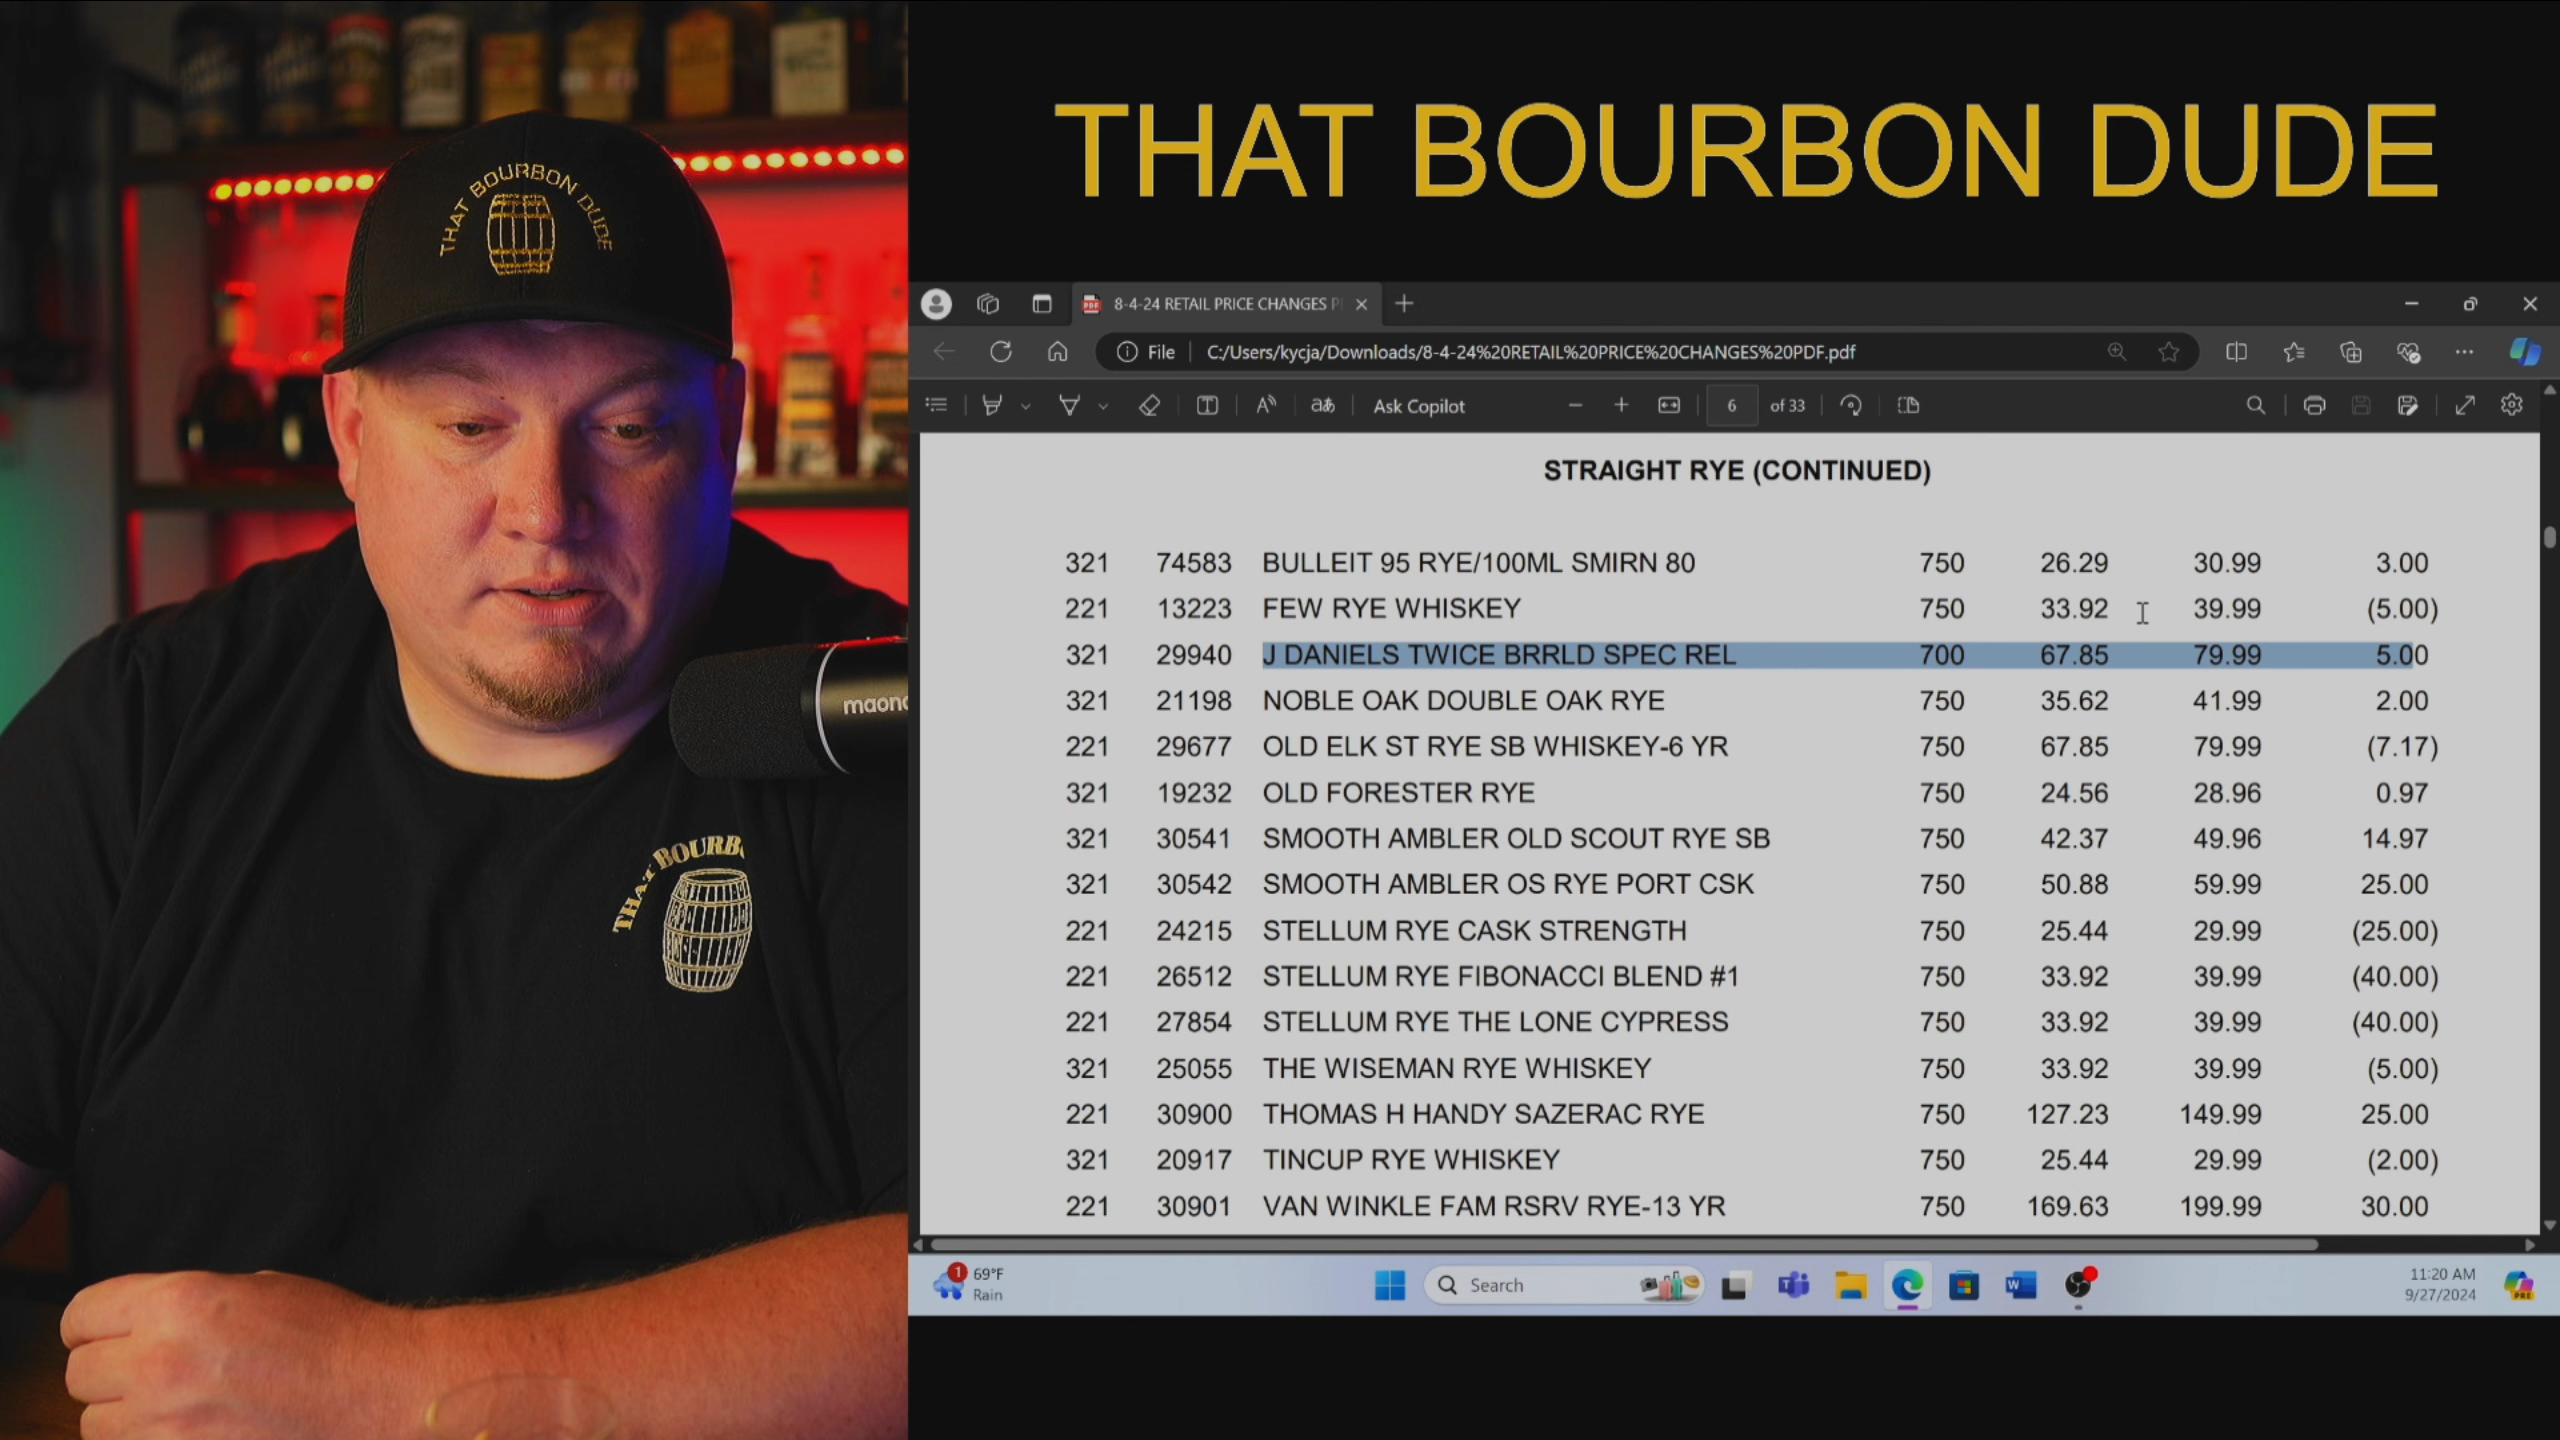 THAT BOURBON DUDE
THAT BOURBON DUDE
THAT BOURB
maono
8-4-24 RETAIL PRICE CHANGES P
File
C:/Users/kycja/Downloads/8-4-24%20RETAIL%20PRICE%20CHANGES%20PDF.pdf
Ask Copilot
6 of 33
STRAIGHT RYE (CONTINUED)
321 74583 BULLEIT 95 RYE/100ML SMIRN 80 750 26.29 30.99 3.00
221 13223 FEW RYE WHISKEY 750 33.92 39.99 (5.00)
321 29940 J DANIELS TWICE BRRLD SPEC REL 700 67.85 79.99 5.00
321 21198 NOBLE OAK DOUBLE OAK RYE 750 35.62 41.99 2.00
221 29677 OLD ELK ST RYE SB WHISKEY-6 YR 750 67.85 79.99 (7.17)
321 19232 OLD FORESTER RYE 750 24.56 28.96 0.97
321 30541 SMOOTH AMBLER OLD SCOUT RYE SB 750 42.37 49.96 14.97
321 30542 SMOOTH AMBLER OS RYE PORT CSK 750 50.88 59.99 25.00
221 24215 STELLUM RYE CASK STRENGTH 750 25.44 29.99 (25.00)
221 26512 STELLUM RYE FIBONACCI BLEND #1 750 33.92 39.99 (40.00)
221 27854 STELLUM RYE THE LONE CYPRESS 750 33.92 39.99 (40.00)
321 25055 THE WISEMAN RYE WHISKEY 750 33.92 39.99 (5.00)
221 30900 THOMAS H HANDY SAZERAC RYE 750 127.23 149.99 25.00
321 20917 TINCUP RYE WHISKEY 750 25.44 29.99 (2.00)
221 30901 VAN WINKLE FAM RSRV RYE-13 YR 750 169.63 199.99 30.00
1
69°F
Rain
Search
11:20 AM
9/27/2024